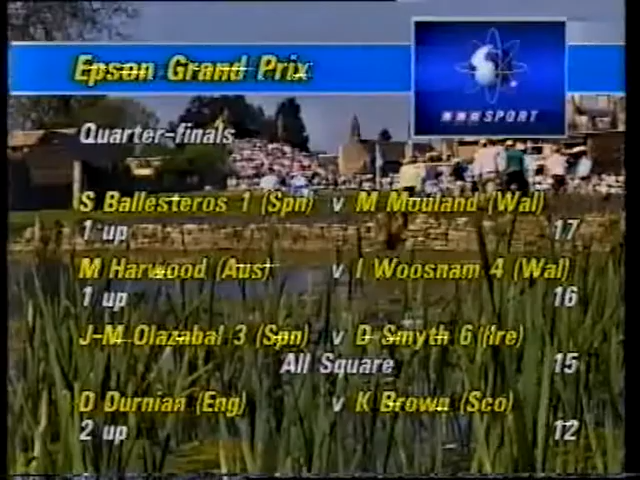 Epson Grand Prix
SPORT
Quarter-finals
S Ballesteros 1 (Spn) v M Mouland (Wal)
1 up 17
M Harwood (Aus) v I Woosnam 4 (Wal)
1 up 16
J-M Olazabal 3 (Spn) v D Smyth 6 (Ire)
All Square 15
D Durnian (Eng) v K Brown (Sco)
2 up 12